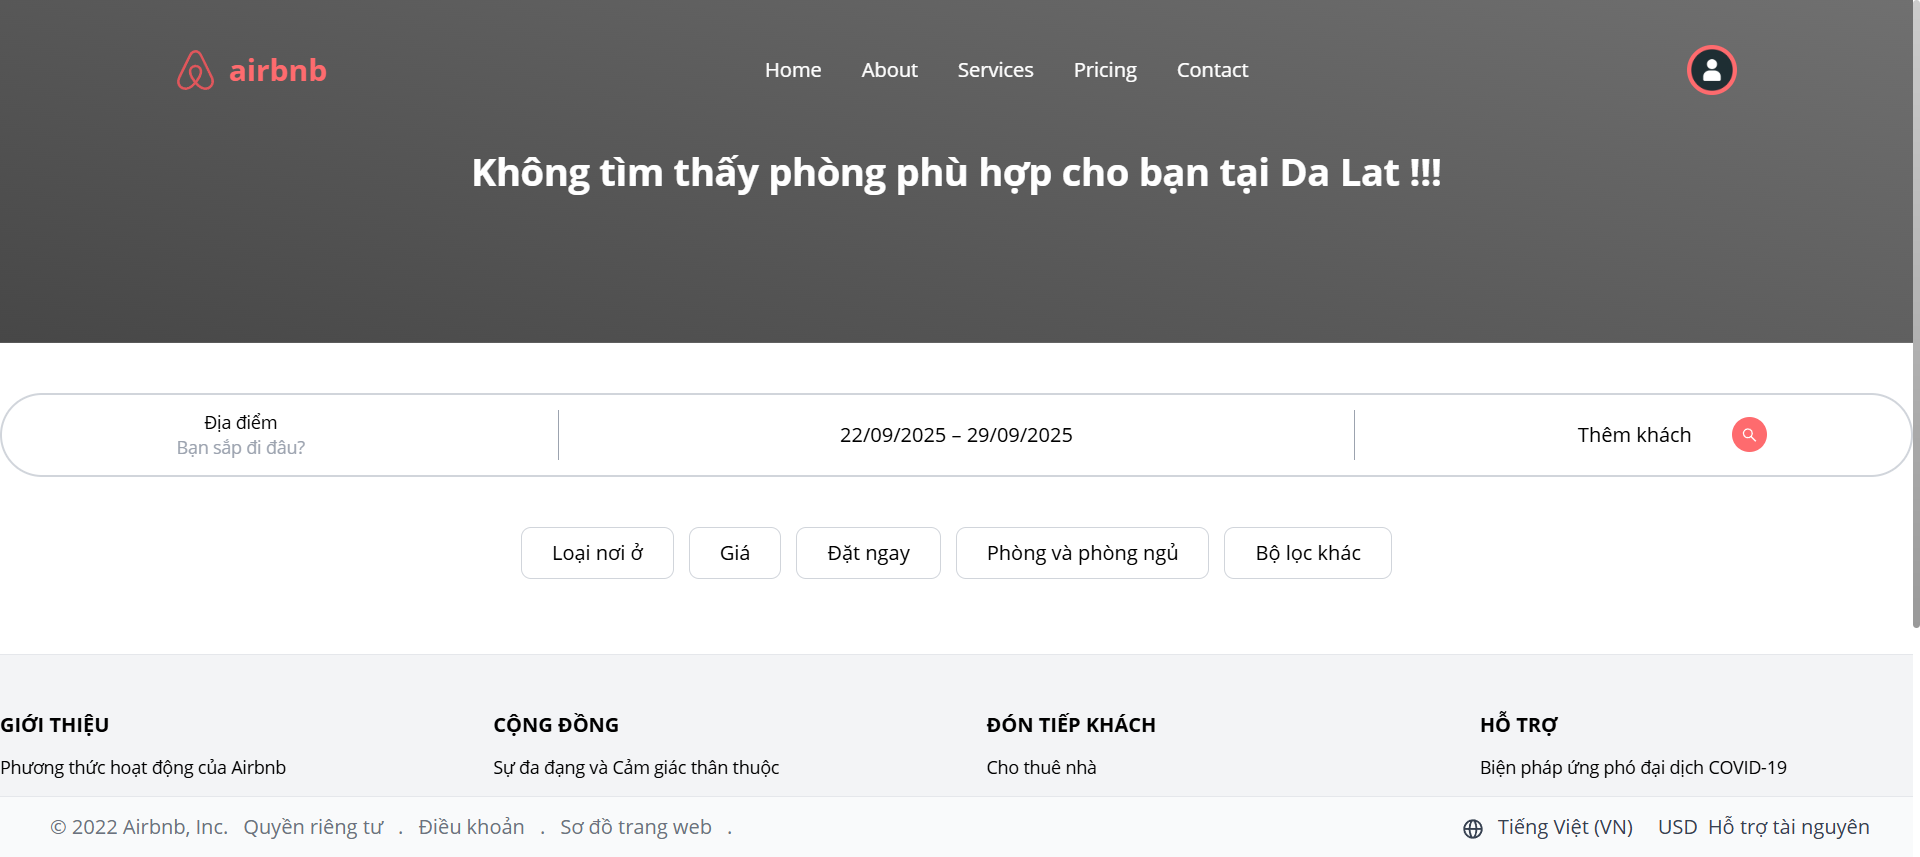 airbnb
Home About Services Pricing Contact
Không tìm thấy phòng phù hợp cho bạn tại Da Lat !!!
Địa điểm
Bạn sắp đi đâu?
22/09/2025 – 29/09/2025
Thêm khách
Loại nơi ở Giá Đặt ngay Phòng và phòng ngủ Bộ lọc khác
GIỚI THIỆU CỘNG ĐỒNG ĐÓN TIẾP KHÁCH HỖ TRỢ
Phương thức hoạt động của Airbnb Sự đa đạng và Cảm giác thân thuộc Cho thuê nhà Biện pháp ứng phó đại dịch COVID-19
© 2022 Airbnb, Inc. Quyền riêng tư . Điều khoản . Sơ đồ trang web . Tiếng Việt (VN) USD Hỗ trợ tài nguyên